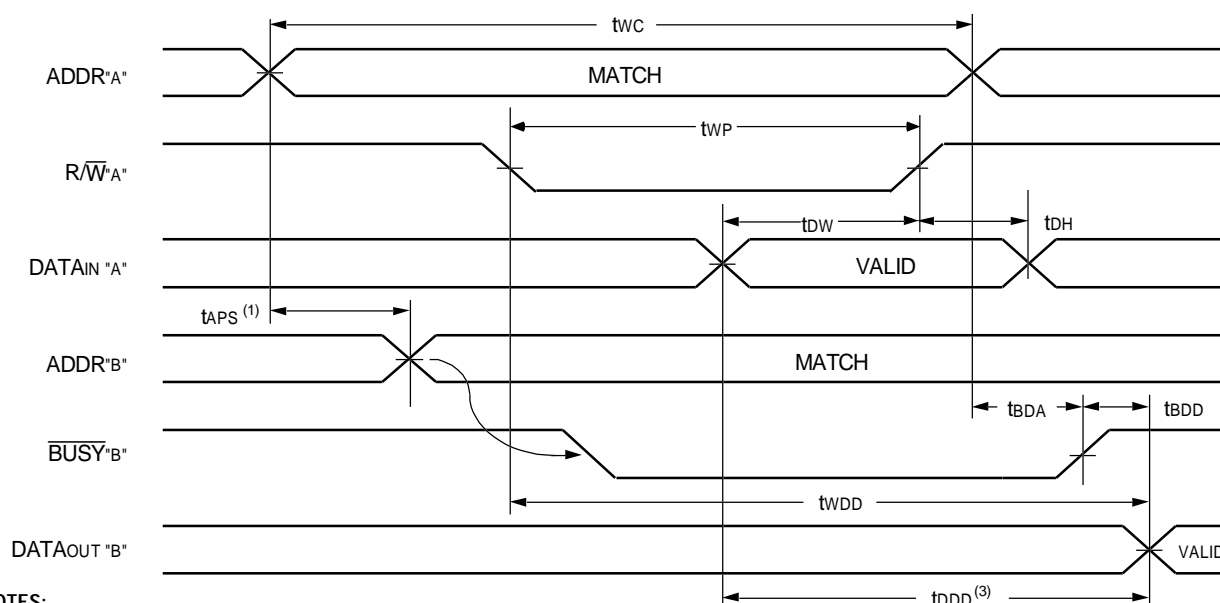 tWC
ADDR"A" MATCH
tWP
R/W̅"A"
tDW tDH
DATAIN "A" VALID
tAPS (1)
ADDR"B" MATCH
tBDA tBDD
B̅U̅S̅Y̅"B"
tWDD
DATAOUT "B" VALID
tDDD (3)
OTES: